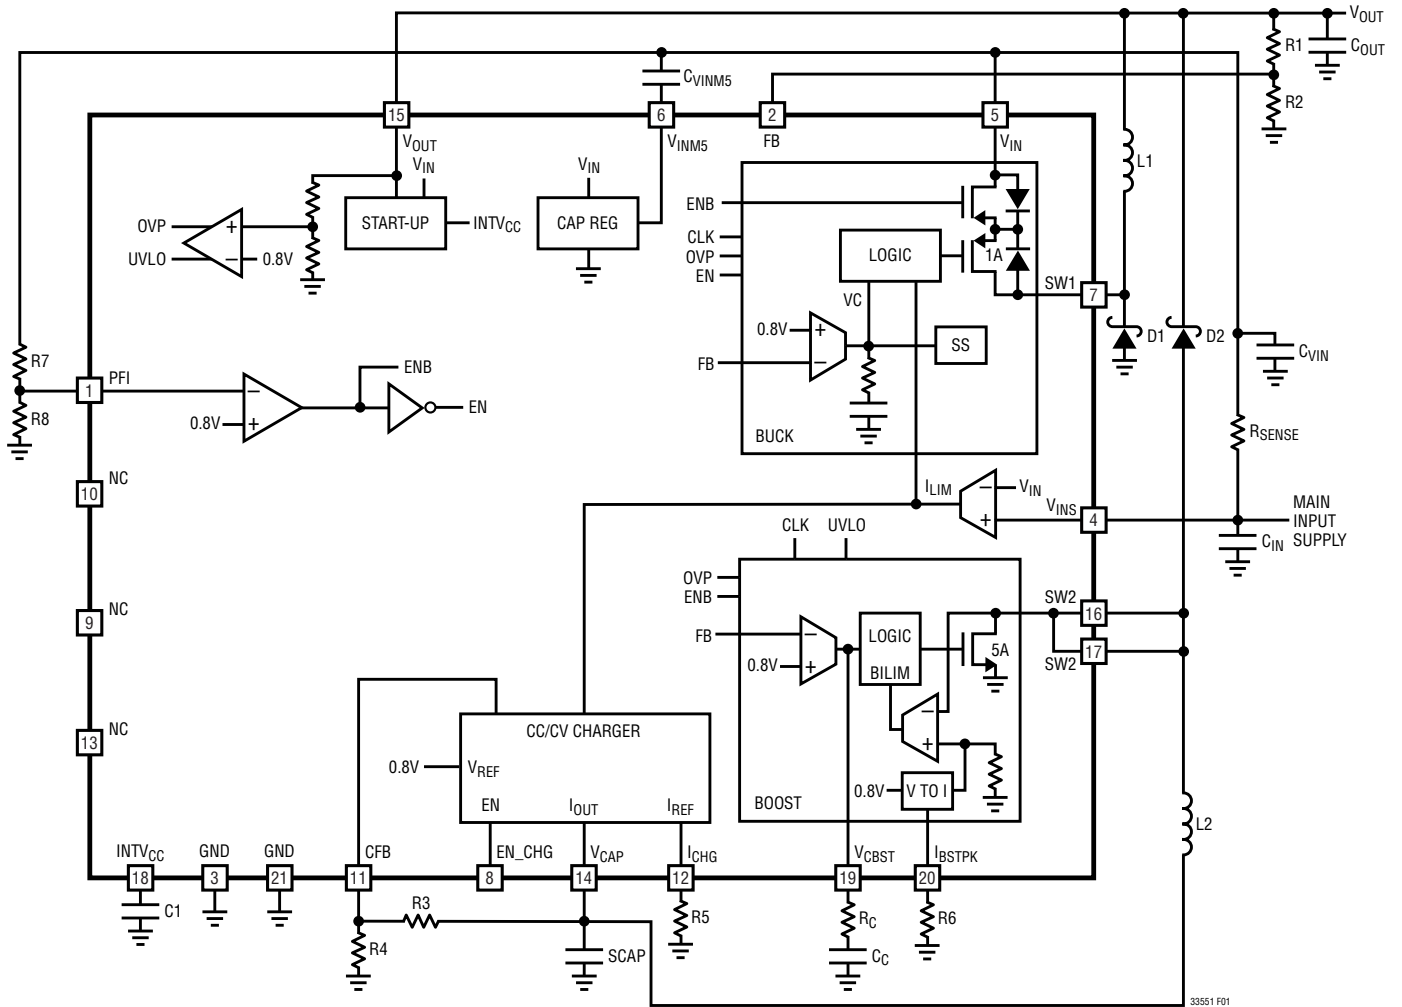 VOUT
R1
COUT
CVINM5
R2
15
6
2
5
VOUT
VINM5
FB
VIN
L1
VIN
VIN
ENB
OVP
START-UP
INTVCC
CAP REG
CLK
LOGIC
1A
UVLO
0.8V
OVP
EN
SW1
7
VC
0.8V
SS
D1
D2
R7
CVIN
FB
1
PFI
ENB
R8
0.8V
EN
BUCK
RSENSE
NC
10
ILIM
VIN
VINS
4
MAIN
INPUT
SUPPLY
CLK
UVLO
CIN
OVP
ENB
SW2
16
NC
9
FB
LOGIC
5A
0.8V
BILIM
17
SW2
NC
13
CC/CV CHARGER
0.8V
VREF
0.8V
V TO I
EN
IOUT
IREF
BOOST
L2
INTVCC
GND
GND
CFB
EN_CHG
VCAP
ICHG
VCBST
IBSTPK
18
3
21
11
8
14
12
19
20
C1
R3
R5
RC
R6
R4
SCAP
CC
33551 F01